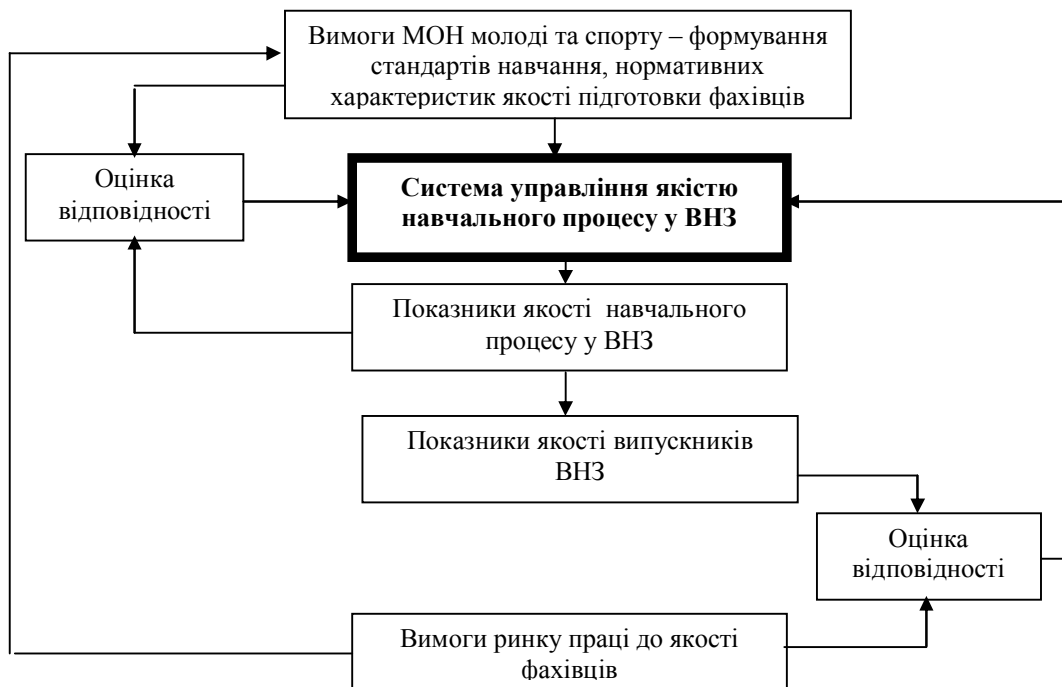 Вимоги МОН молоді та спорту – формування
стандартів навчання, нормативних
характеристик якості підготовки фахівців
Оцінка
відповідності
Система управління якістю
навчального процесу у ВНЗ
Показники якості навчального
процесу у ВНЗ
Показники якості випускників
ВНЗ
Оцінка
відповідності
Вимоги ринку праці до якості
фахівців